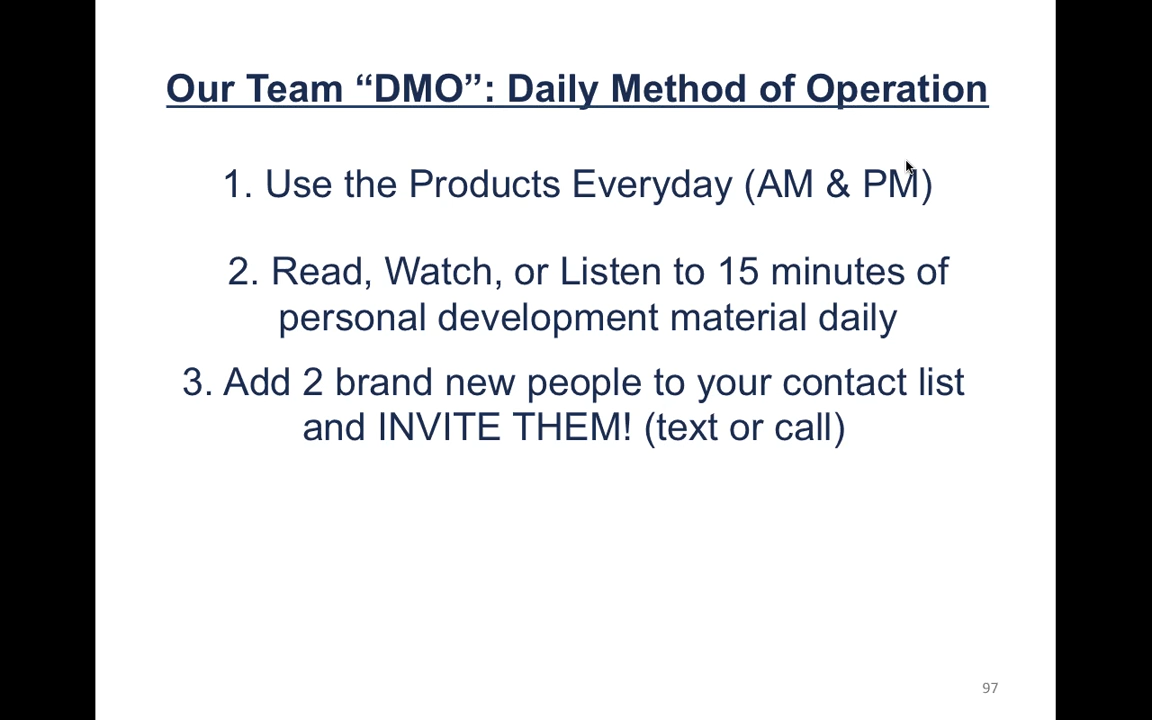 Our Team “DMO”: Daily Method of Operation
1. Use the Products Everyday (AM & PM)
2. Read, Watch, or Listen to 15 minutes of
personal development material daily
3. Add 2 brand new people to your contact list
and INVITE THEM! (text or call)
97